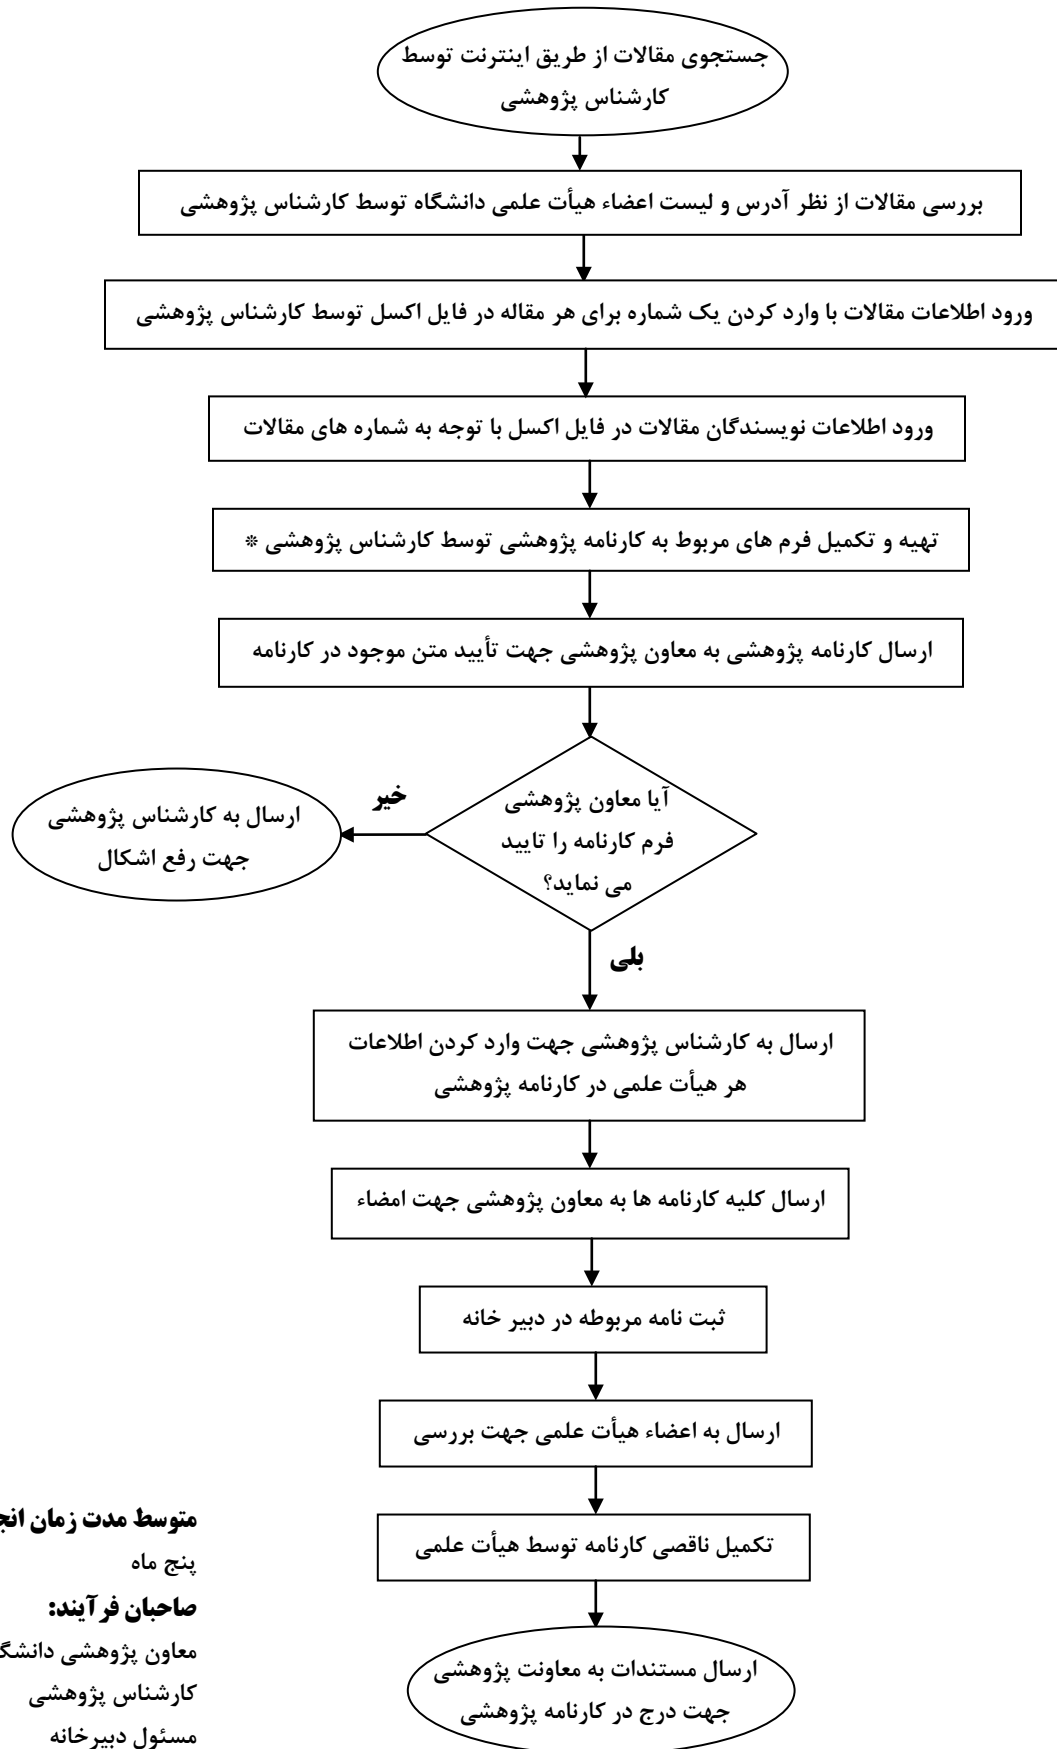 جستجوی مقالات از طریق اینترنت توسط
کارشناس پژوهشی
بررسی مقالات از نظر آدرس و لیست اعضاء هیأت علمی دانشگاه توسط کارشناس پژوهشی
ورود اطلاعات مقالات با وارد کردن یک شماره برای هر مقاله در فایل اکسل توسط کارشناس پژوهشی
ورود اطلاعات نویسندگان مقالات در فایل اکسل با توجه به شماره های مقالات
تهیه و تکمیل فرم های مربوط به کارنامه پژوهشی توسط کارشناس پژوهشی *
ارسال کارنامه پژوهشی به معاون پژوهشی جهت تأیید متن موجود در کارنامه
آیا معاون پژوهشی
فرم کارنامه را تایید
می نماید؟
خیر
ارسال به کارشناس پژوهشی
جهت رفع اشکال
بلی
ارسال به کارشناس پژوهشی جهت وارد کردن اطلاعات
هر هیأت علمی در کارنامه پژوهشی
ارسال کلیه کارنامه ها به معاون پژوهشی جهت امضاء
ثبت نامه مربوطه در دبیر خانه
ارسال به اعضاء هیأت علمی جهت بررسی
تکمیل ناقصی کارنامه توسط هیأت علمی
ارسال مستندات به معاونت پژوهشی
جهت درج در کارنامه پژوهشی
متوسط مدت زمان
پنج ماه
صاحبان فرآیند:
معاون پژوهشی
کارشناس پژوهشی
مسئول دبیرخانه